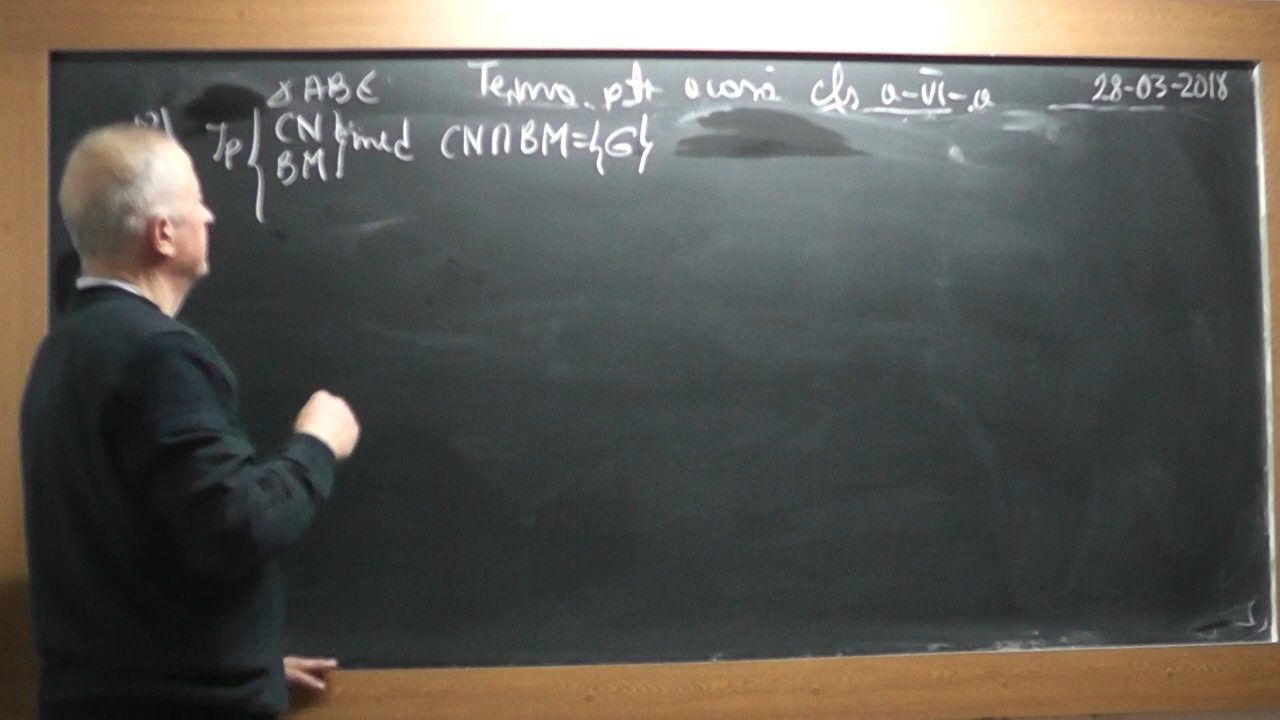 Δ ABC Tema ptr acasă cls a-VI-a 28-03-2018
Ip { CN } med CN∩BM={G}
BM